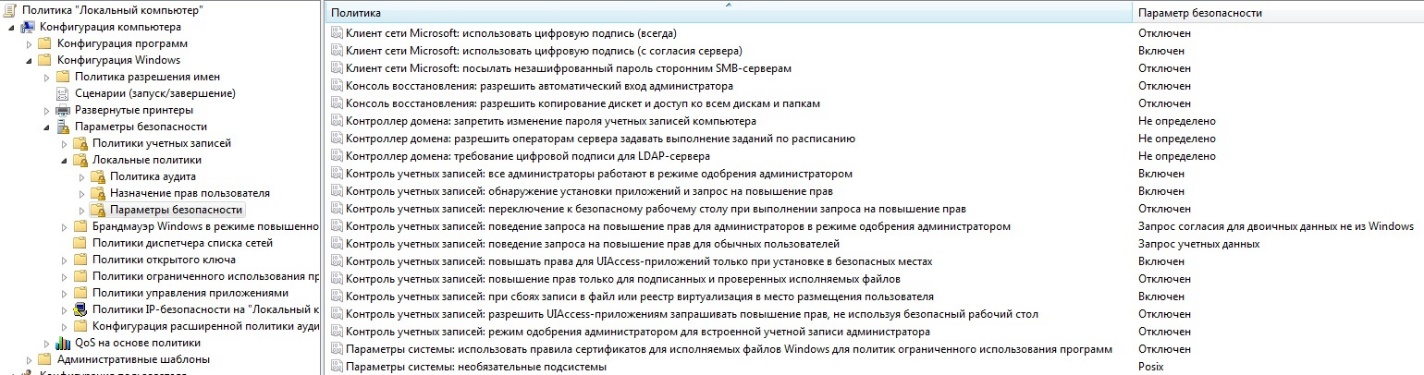 Политика "Локальный компьютер"
Конфигурация компьютера
Конфигурация программ
Конфигурация Windows
Политика разрешения имен
Сценарии (запуск/завершение)
Развернутые принтеры
Параметры безопасности
Политики учетных записей
Локальные политики
Политика аудита
Назначение прав пользователя
Параметры безопасности
Брандмауэр Windows в режиме повышенно
Политики диспетчера списка сетей
Политики открытого ключа
Политики ограниченного использования пр
Политики управления приложениями
Политики IP-безопасности на "Локальный к
Конфигурация расширенной политики ауди
QoS на основе политики
Административные шаблоны
Политика Параметр безопасности
Клиент сети Microsoft: использовать цифровую подпись (всегда) Отключен
Клиент сети Microsoft: использовать цифровую подпись (с согласия сервера) Включен
Клиент сети Microsoft: посылать незашифрованный пароль сторонним SMB-серверам Отключен
Консоль восстановления: разрешить автоматический вход администратора Отключен
Консоль восстановления: разрешить копирование дискет и доступ ко всем дискам и папкам Отключен
Контроллер домена: запретить изменение пароля учетных записей компьютера Не определено
Контроллер домена: разрешить операторам сервера задавать выполнение заданий по расписанию Не определено
Контроллер домена: требование цифровой подписи для LDAP-сервера Не определено
Контроль учетных записей: все администраторы работают в режиме одобрения администратором Включен
Контроль учетных записей: обнаружение установки приложений и запрос на повышение прав Включен
Контроль учетных записей: переключение к безопасному рабочему столу при выполнении запроса на повышение прав Отключен
Контроль учетных записей: поведение запроса на повышение прав для администраторов в режиме одобрения администратором Запрос согласия для двоичных данных не из Windows
Контроль учетных записей: поведение запроса на повышение прав для обычных пользователей Запрос учетных данных
Контроль учетных записей: повышать права для UIAccess-приложений только при установке в безопасных местах Включен
Контроль учетных записей: повышение прав только для подписанных и проверенных исполняемых файлов Отключен
Контроль учетных записей: при сбоях записи в файл или реестр виртуализация в место размещения пользователя Включен
Контроль учетных записей: разрешить UIAccess-приложениям запрашивать повышение прав, не используя безопасный рабочий стол Отключен
Контроль учетных записей: режим одобрения администратором для встроенной учетной записи администратора Отключен
Параметры системы: использовать правила сертификатов для исполняемых файлов Windows для политик ограниченного использования программ Отключен
Параметры системы: необязательные подсистемы Posix